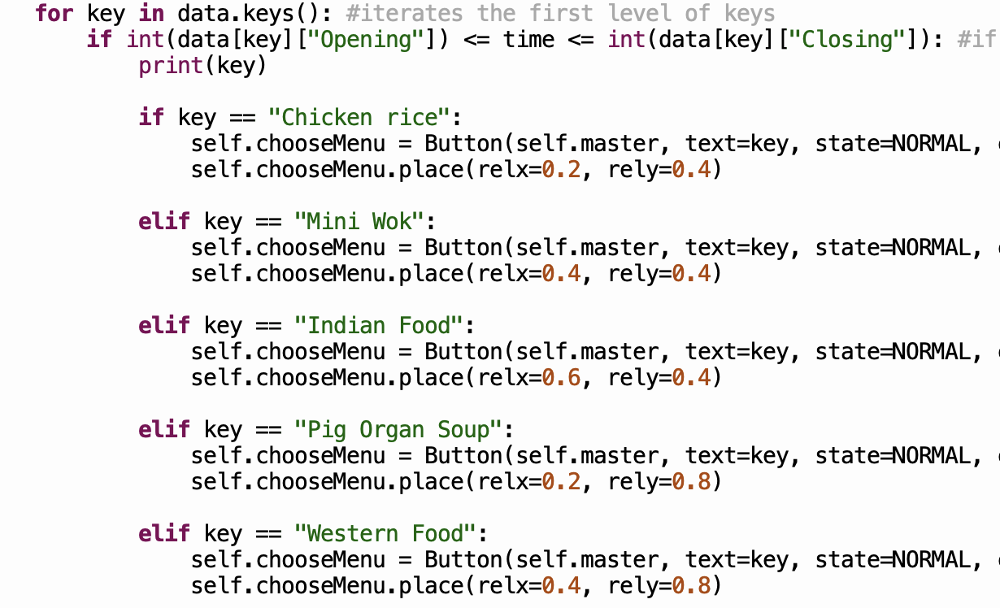 for key in data.keys(): #iterates the first level of keys
if int(data[key]["Opening"]) <= time <= int(data[key]["Closing"]): #if
print(key)
if key == "Chicken rice":
self.chooseMenu = Button(self.master, text=key, state=NORMAL,
self.chooseMenu.place(relx=0.2, rely=0.4)
elif key == "Mini Wok":
self.chooseMenu = Button(self.master, text=key, state=NORMAL,
self.chooseMenu.place(relx=0.4, rely=0.4)
elif key == "Indian Food":
self.chooseMenu = Button(self.master, text=key, state=NORMAL,
self.chooseMenu.place(relx=0.6, rely=0.4)
elif key == "Pig Organ Soup":
self.chooseMenu = Button(self.master, text=key, state=NORMAL,
self.chooseMenu.place(relx=0.2, rely=0.8)
elif key == "Western Food":
self.chooseMenu = Button(self.master, text=key, state=NORMAL,
self.chooseMenu.place(relx=0.4, rely=0.8)